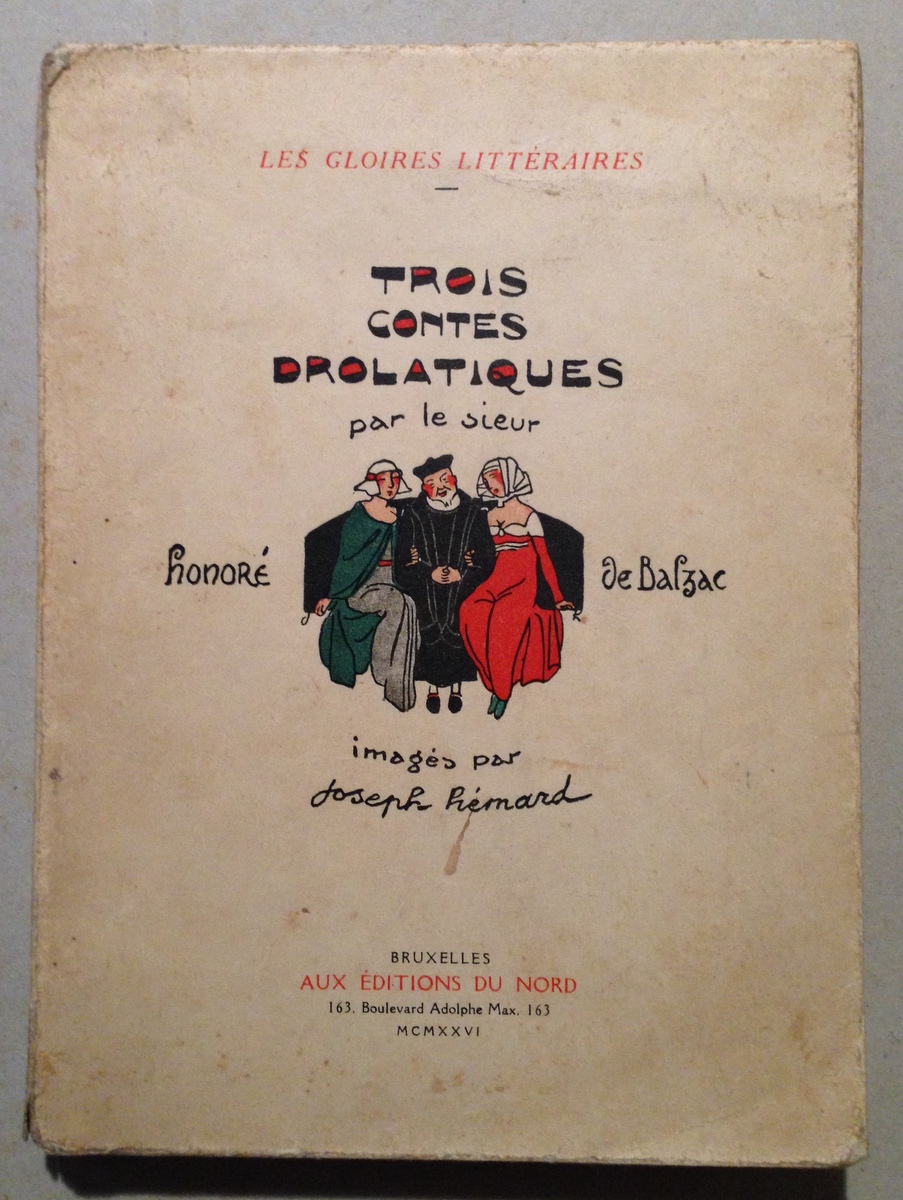 LES GLOIRES LITTÉRAIRES
TROIS
CONTES
DROLATIQUES
par le sieur
honoré de Balzac
imagés par
Joseph hémard
BRUXELLES
AUX ÉDITIONS DU NORD
163, Boulevard Adolphe Max, 163
MCMXXVI